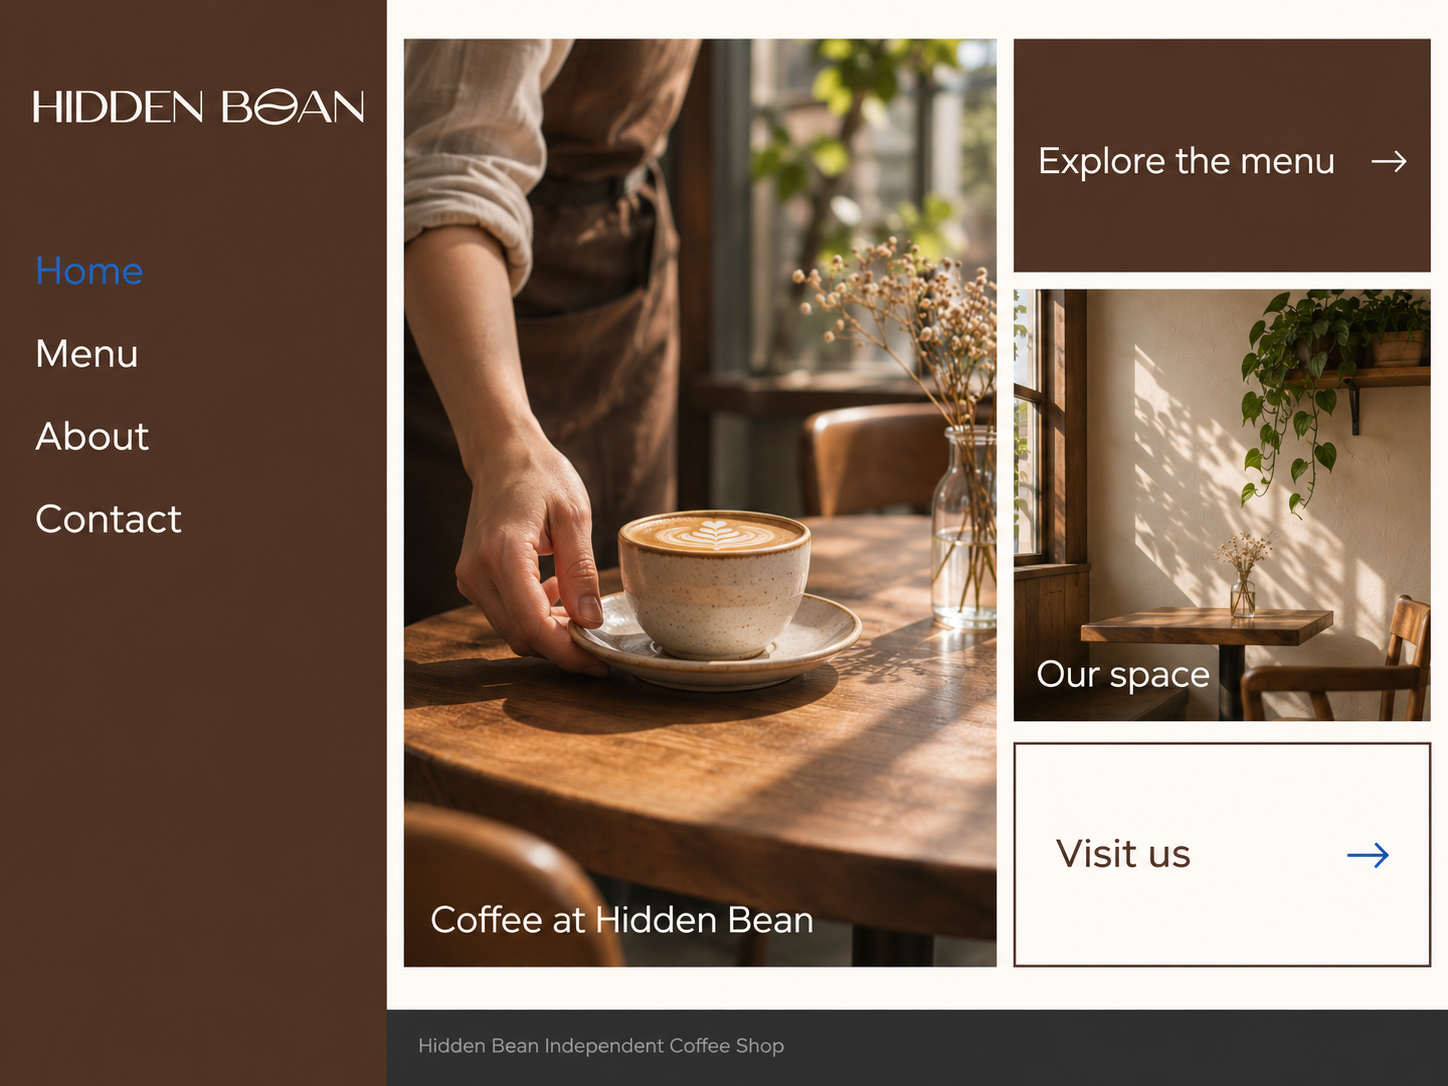 HIDDEN BEAN
Home
Menu
About
Contact
Explore the menu
Our space
Coffee at Hidden Bean
Visit us
Hidden Bean Independent Coffee Shop